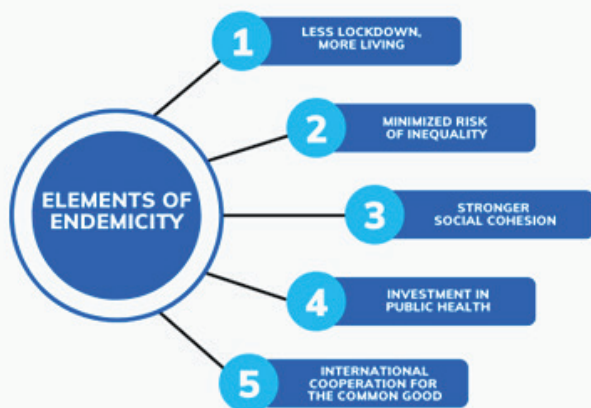 ELEMENTS OF
ENDEMICITY
1
LESS LOCKDOWN,
MORE LIVING
2
MINIMIZED RISK
OF INEQUALITY
3
STRONGER
SOCIAL COHESION
4
INVESTMENT IN
PUBLIC HEALTH
5
INTERNATIONAL
COOPERATION FOR
THE COMMON GOOD